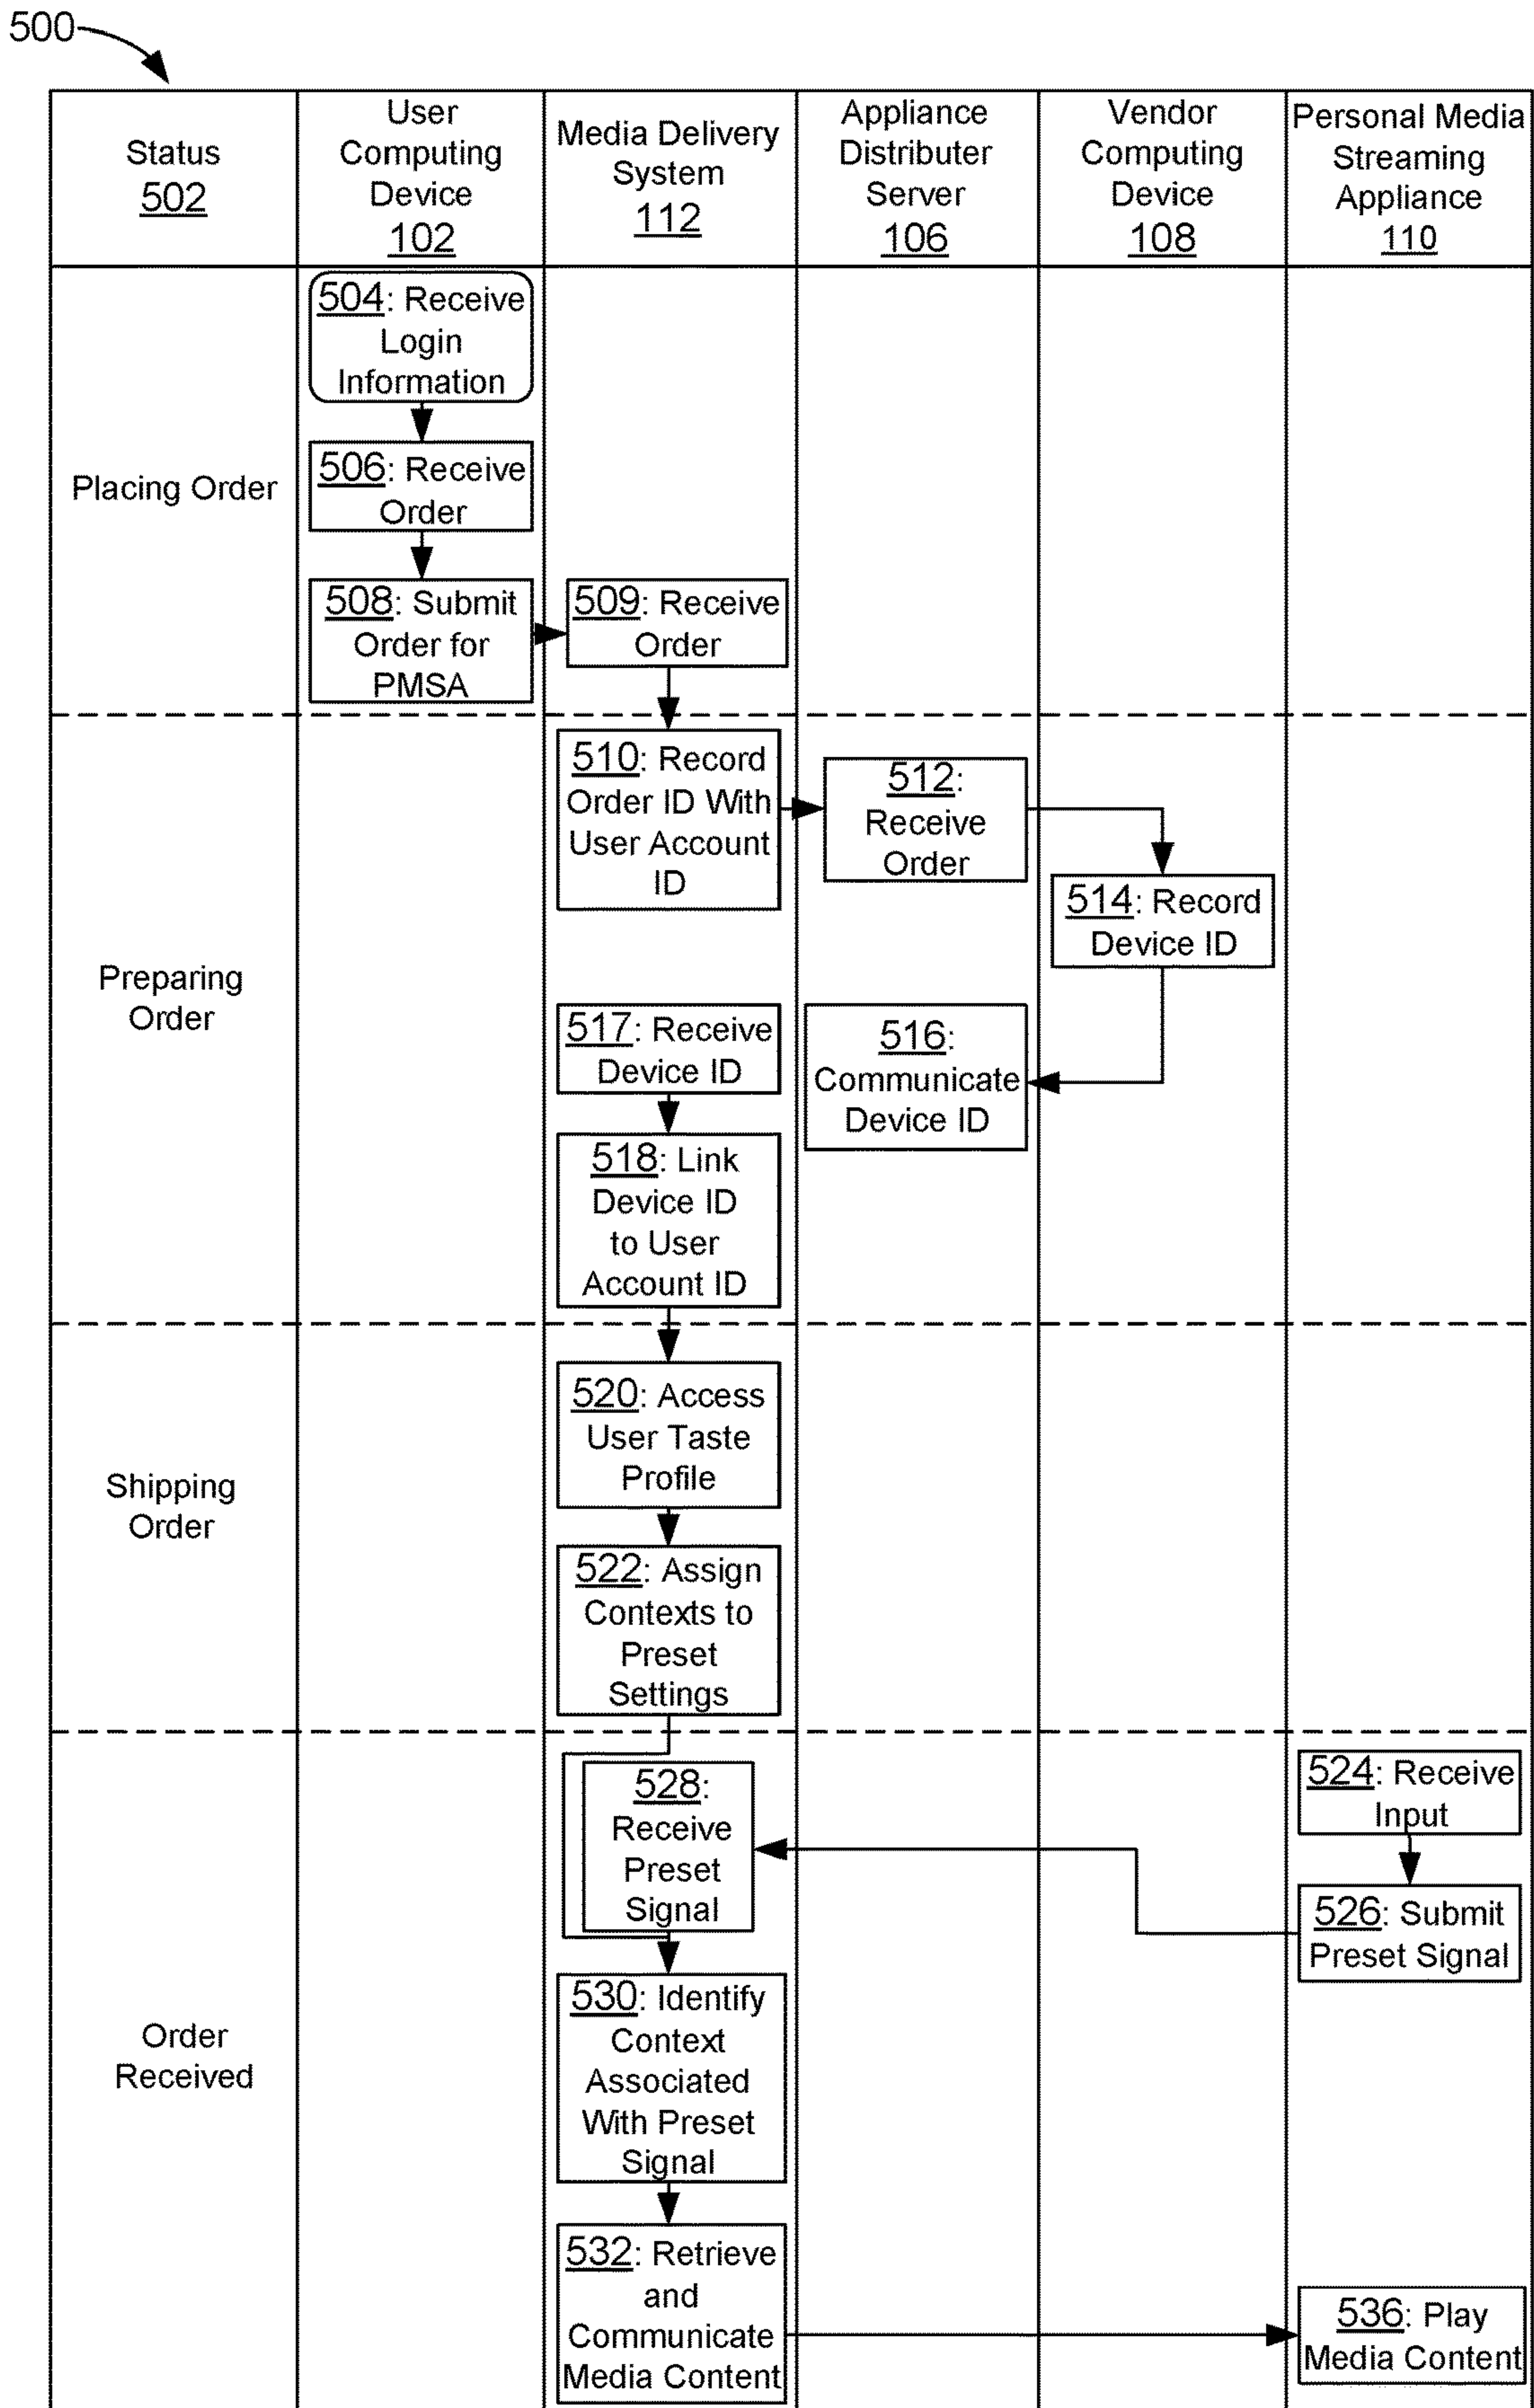 500
Status
502
User
Computing
Device
102
Media Delivery
System
112
Appliance
Distributer
Server
106
Vendor
Computing
Device
108
Personal Media
Streaming
Appliance
110
Placing Order
504: Receive
Login
Information
506: Receive
Order
508: Submit
Order for
PMSA
509: Receive
Order
Preparing
Order
510: Record
Order ID With
User Account
ID
512:
Receive
Order
514: Record
Device ID
516:
Communicate
Device ID
517: Receive
Device ID
518: Link
Device ID
to User
Account ID
Shipping
Order
520: Access
User Taste
Profile
522: Assign
Contexts to
Preset
Settings
Order
Received
524: Receive
Input
526: Submit
Preset Signal
528:
Receive
Preset
Signal
530: Identify
Context
Associated
With Preset
Signal
532: Retrieve
and
Communicate
Media Content
536: Play
Media Content